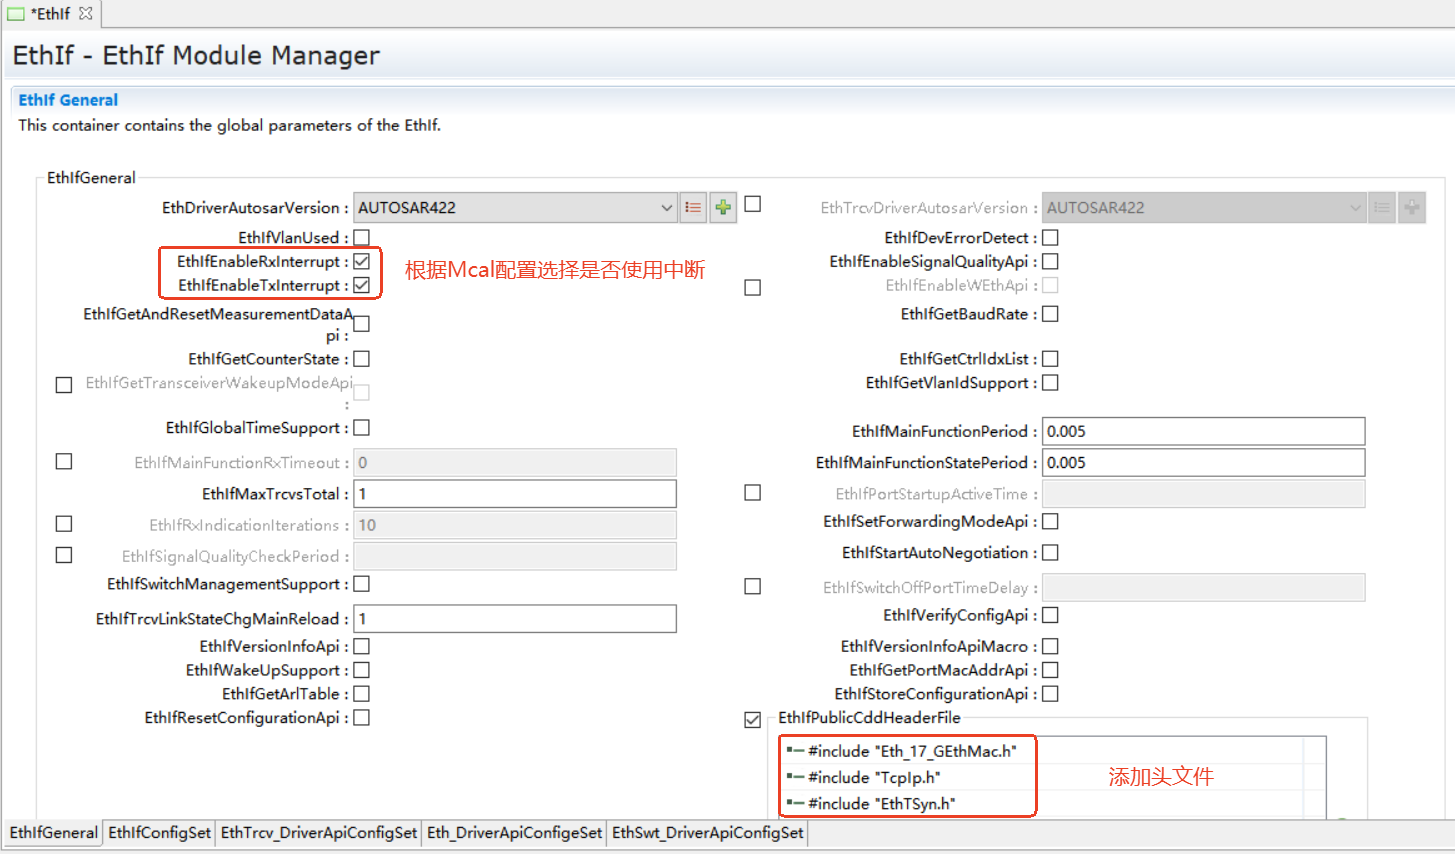 *EthIf
EthIf - EthIf Module Manager
EthIf General
This container contains the global parameters of the EthIf.
EthIfGeneral
EthDriverAutosarVersion : AUTOSAR422
EthTrcvDriverAutosarVersion : AUTOSAR422
EthIfVlanUsed :
EthIfDevErrorDetect :
EthIfEnableRxInterrupt :
根据Mcal配置选择是否使用中断
EthIfEnableSignalQualityApi :
EthIfEnableTxInterrupt :
EthIfEnableWEthApi :
EthIfGetAndResetMeasurementDataA
pi :
EthIfGetBaudRate :
EthIfGetCounterState :
EthIfGetCtrlIdxList :
EthIfGetTransceiverWakeupModeApi
:
EthIfGetVlanIdSupport :
EthIfGlobalTimeSupport :
EthIfMainFunctionPeriod : 0.005
EthIfMainFunctionRxTimeout : 0
EthIfMainFunctionStatePeriod : 0.005
EthIfMaxTrcvsTotal : 1
EthIfPortStartupActiveTime :
EthIfRxIndicationIterations : 10
EthIfSetForwardingModeApi :
EthIfSignalQualityCheckPeriod :
EthIfStartAutoNegotiation :
EthIfSwitchManagementSupport :
EthIfSwitchOffPortTimeDelay :
EthIfTrcvLinkStateChgMainReload : 1
EthIfVerifyConfigApi :
EthIfVersionInfoApi :
EthIfVersionInfoApiMacro :
EthIfWakeUpSupport :
EthIfGetPortMacAddrApi :
EthIfGetArlTable :
EthIfStoreConfigurationApi :
EthIfResetConfigurationApi :
EthIfPublicCddHeaderFile
#include "Eth_17_GEthMac.h"
#include "TcpIp.h"
添加头文件
#include "EthTSyn.h"
EthIfGeneral EthIfConfigSet EthTrcv_DriverApiConfigSet Eth_DriverApiConfigeSet EthSwt_DriverApiConfigSet